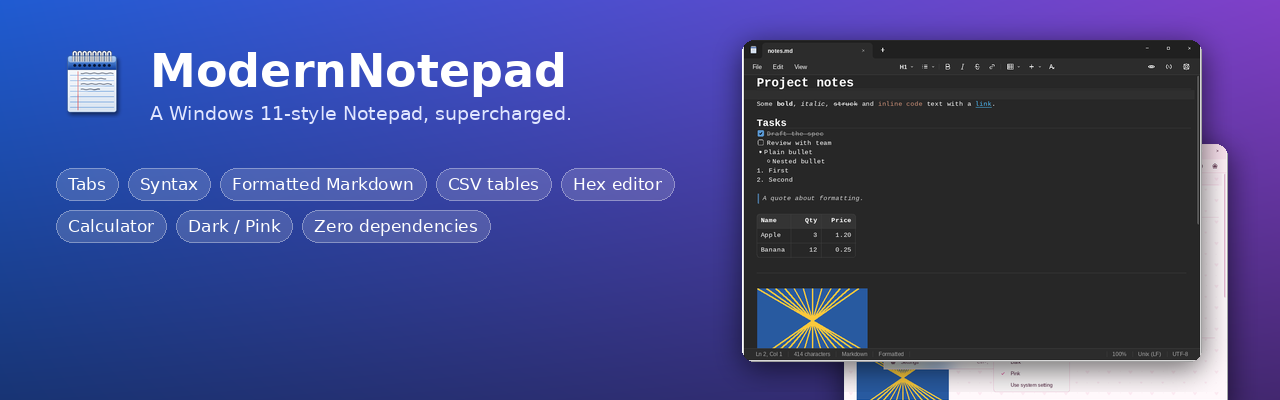 ModernNotepad
A Windows 11-style Notepad, supercharged.
Tabs Syntax Formatted Markdown CSV tables Hex editor
Calculator Dark / Pink Zero dependencies
notes.md
File Edit View H1
Project notes
Some bold, italic, struck and inline code text with a link.
Tasks
Draft the spec
Review with team
Plain bullet
Nested bullet
1. First
2. Second
A quote about formatting.
Name Qty Price
Apple 3 1.20
Banana 12 0.25
Ln 2, Col 1 414 characters Markdown Formatted 100% Unix (LF) UTF-8
Pink
Use system setting